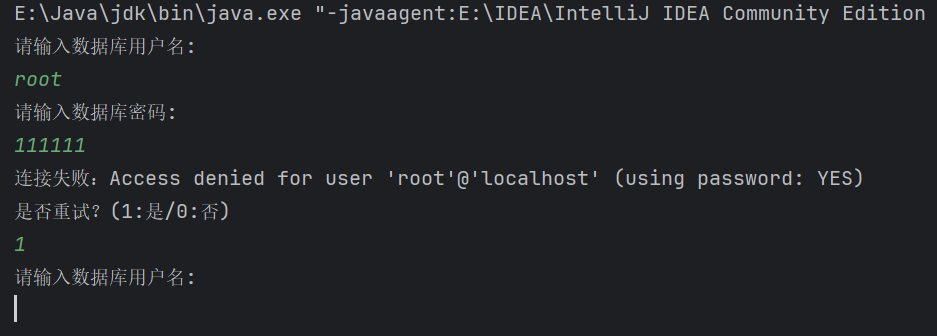 E:\Java\jdk\bin\java.exe "-javaagent:E:\IDEA\IntelliJ IDEA Community Edition
请输入数据库用户名:
root
请输入数据库密码:
111111
连接失败：Access denied for user 'root'@'localhost' (using password: YES)
是否重试？(1:是/0:否)
1
请输入数据库用户名: